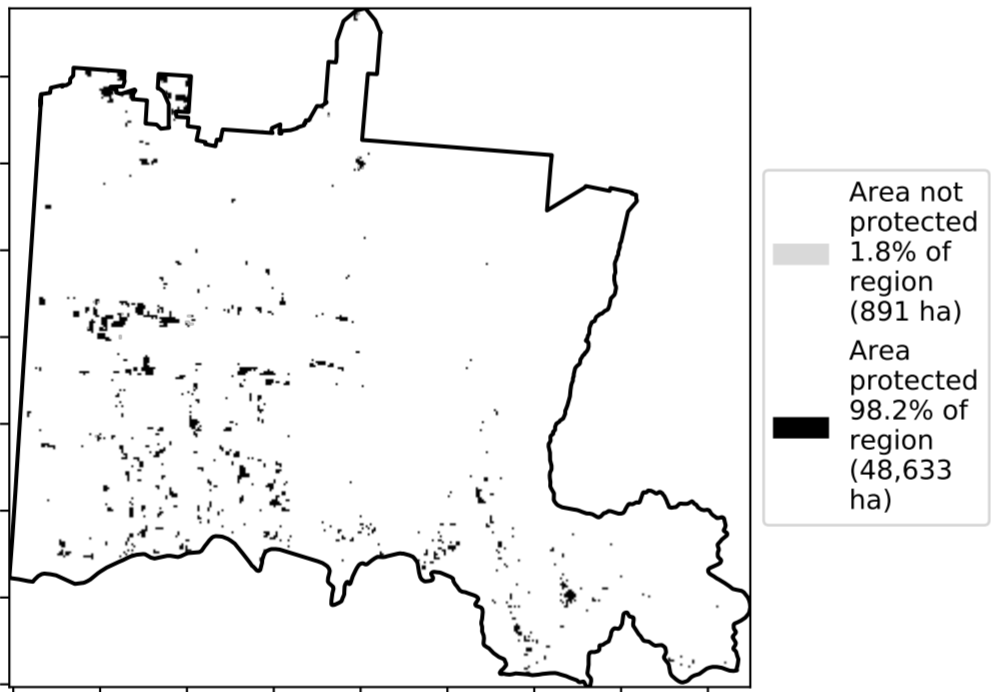 Area not
protected
1.8% of
region
(891 ha)
Area
protected
98.2% of
region
(48,633
ha)